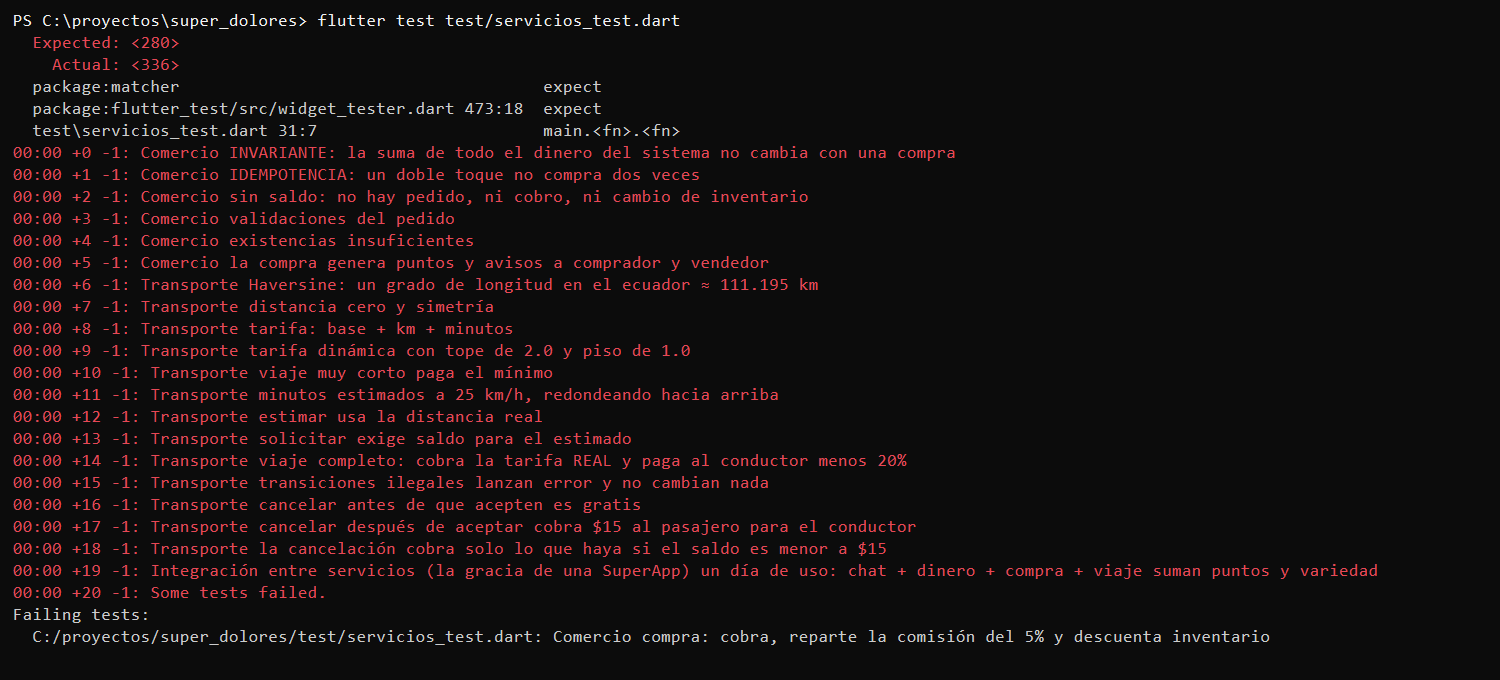 PS C:\proyectos\super_dolores> flutter test test/servicios_test.dart
Expected: <280>
Actual: <336>
package:matcher expect
package:flutter_test/src/widget_tester.dart 473:18 expect
test\servicios_test.dart 31:7 main.<fn>.<fn>
00:00 +0 -1: Comercio INVARIANTE: la suma de todo el dinero del sistema no cambia con una compra
00:00 +1 -1: Comercio IDEMPOTENCIA: un doble toque no compra dos veces
00:00 +2 -1: Comercio sin saldo: no hay pedido, ni cobro, ni cambio de inventario
00:00 +3 -1: Comercio validaciones del pedido
00:00 +4 -1: Comercio existencias insuficientes
00:00 +5 -1: Comercio la compra genera puntos y avisos a comprador y vendedor
00:00 +6 -1: Transporte Haversine: un grado de longitud en el ecuador ≈ 111.195 km
00:00 +7 -1: Transporte distancia cero y simetría
00:00 +8 -1: Transporte tarifa: base + km + minutos
00:00 +9 -1: Transporte tarifa dinámica con tope de 2.0 y piso de 1.0
00:00 +10 -1: Transporte viaje muy corto paga el mínimo
00:00 +11 -1: Transporte minutos estimados a 25 km/h, redondeando hacia arriba
00:00 +12 -1: Transporte estimar usa la distancia real
00:00 +13 -1: Transporte solicitar exige saldo para el estimado
00:00 +14 -1: Transporte viaje completo: cobra la tarifa REAL y paga al conductor menos 20%
00:00 +15 -1: Transporte transiciones ilegales lanzan error y no cambian nada
00:00 +16 -1: Transporte cancelar antes de que acepten es gratis
00:00 +17 -1: Transporte cancelar después de aceptar cobra $15 al pasajero para el conductor
00:00 +18 -1: Transporte la cancelación cobra solo lo que haya si el saldo es menor a $15
00:00 +19 -1: Integración entre servicios (la gracia de una SuperApp) un día de uso: chat + dinero + compra + viaje suman puntos y variedad
00:00 +20 -1: Some tests failed.
Failing tests:
C:/proyectos/super_dolores/test/servicios_test.dart: Comercio compra: cobra, reparte la comisión del 5% y descuenta inventario